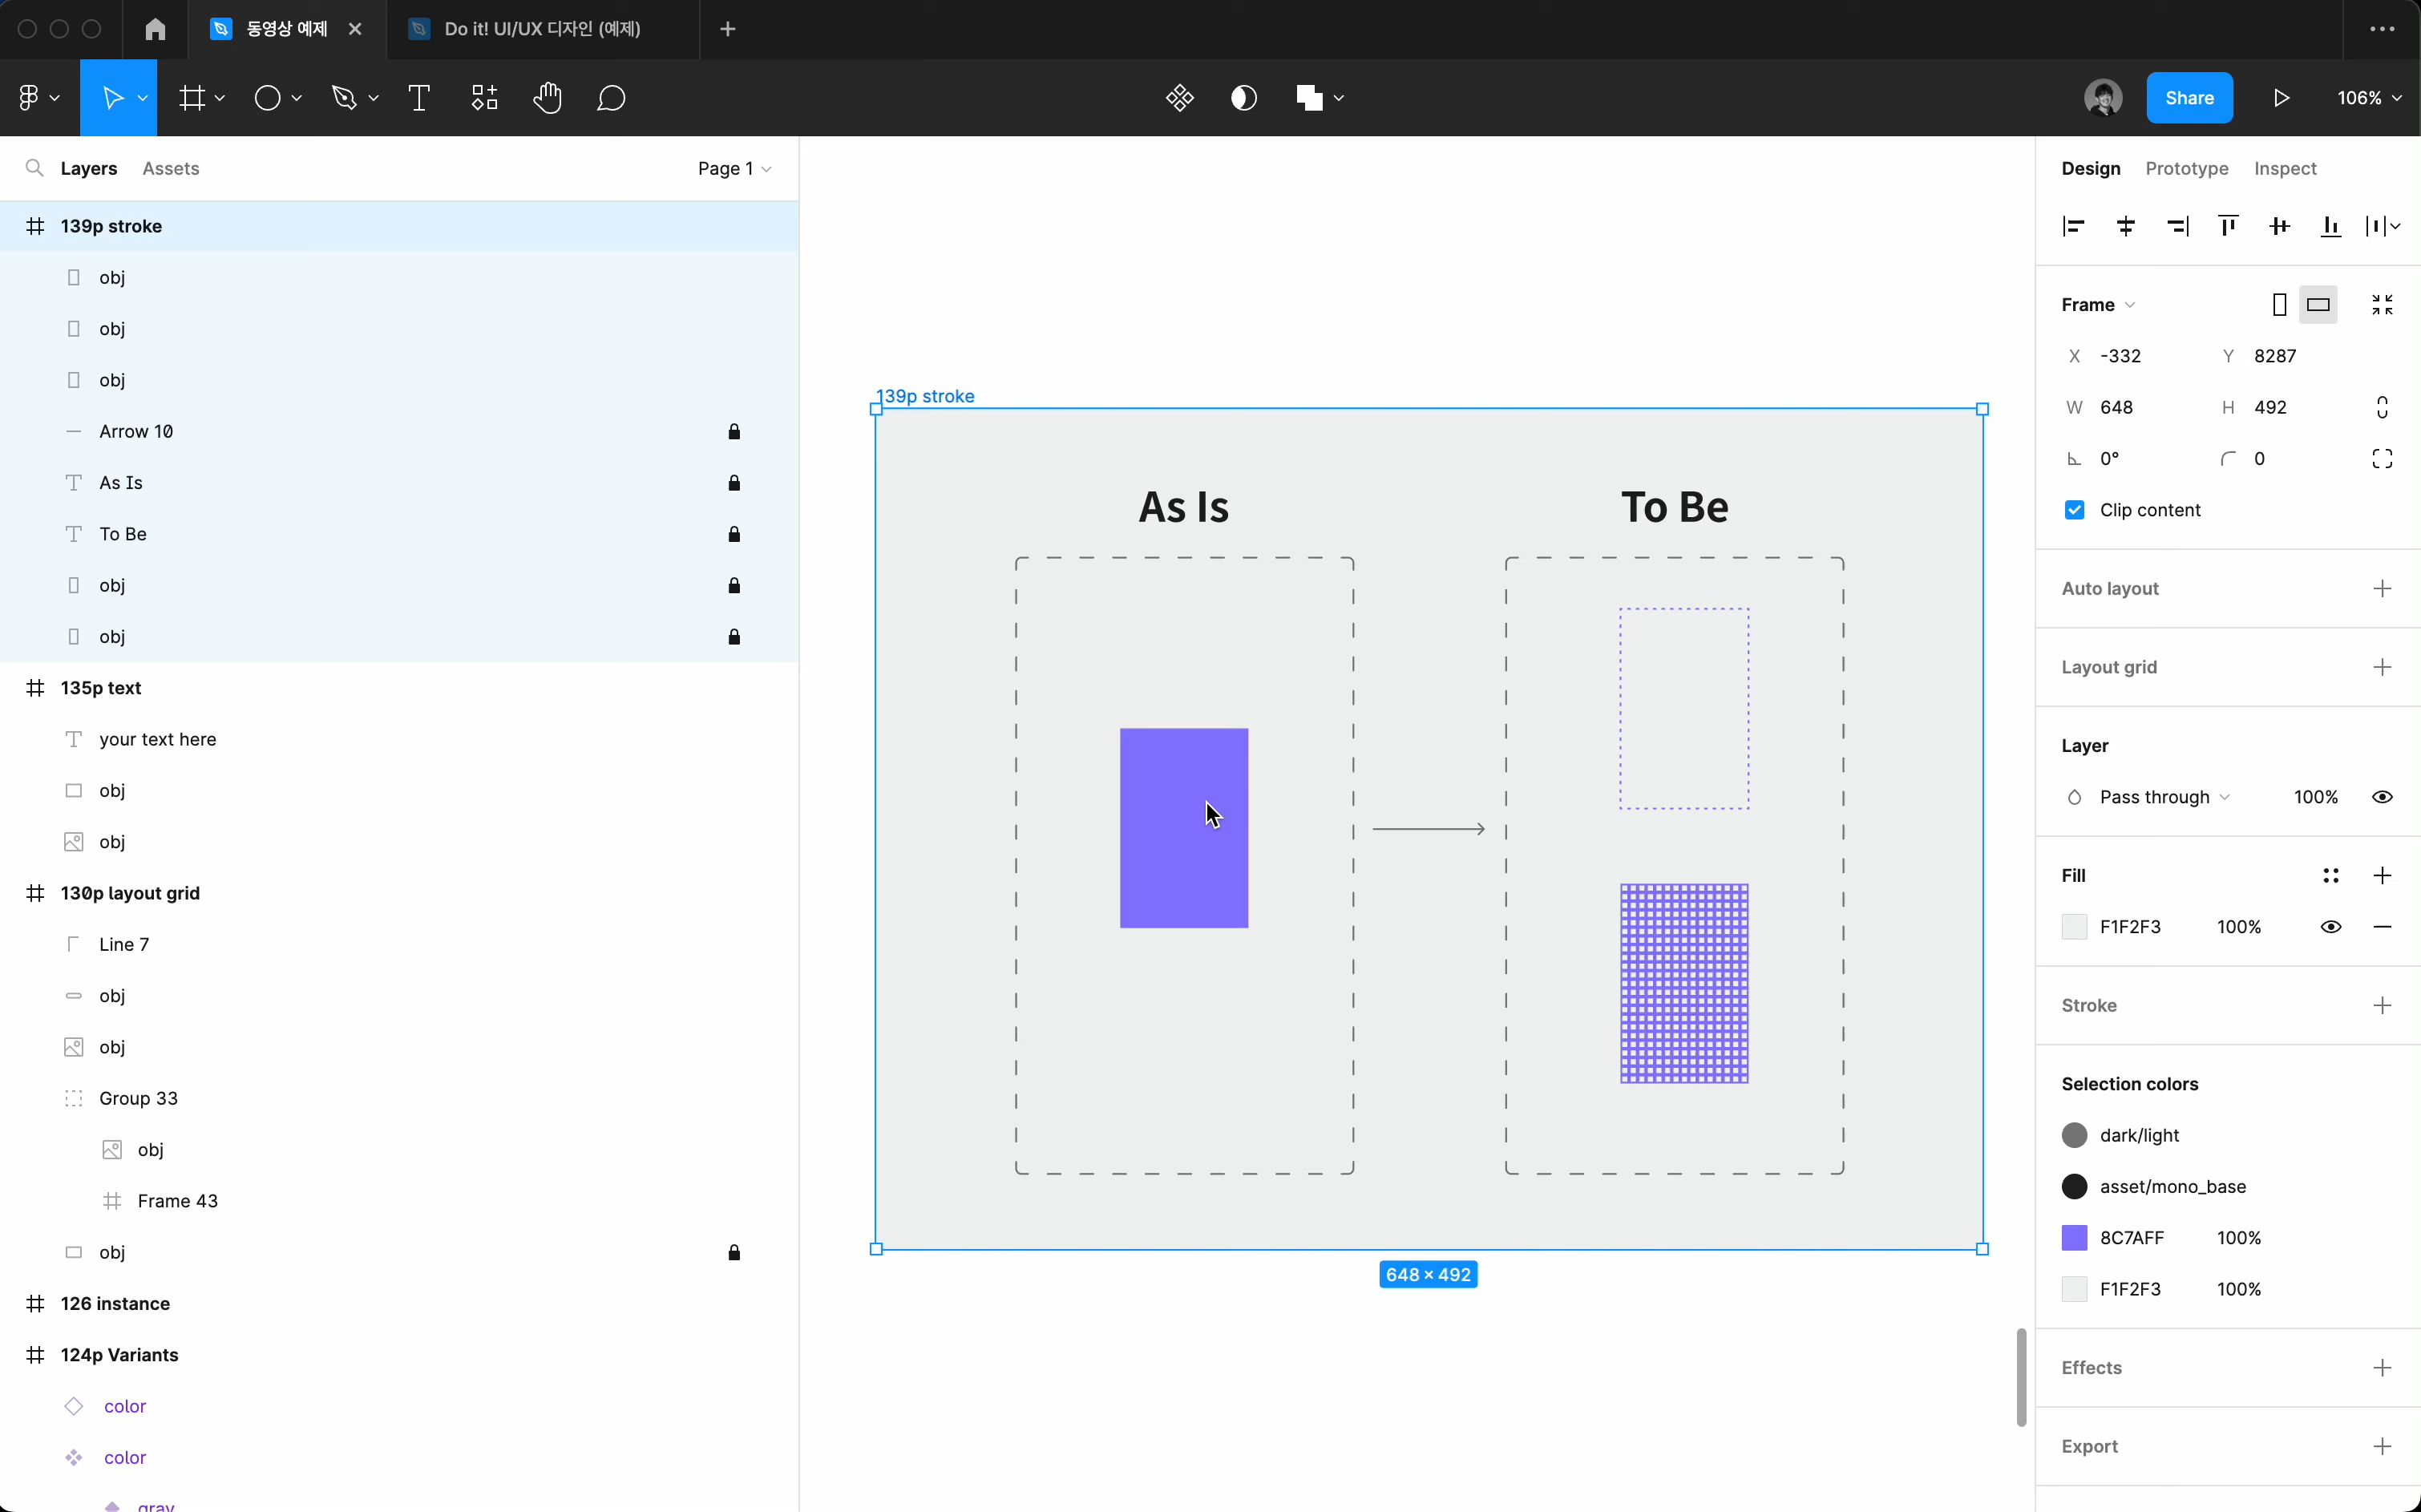 동영상 예제
Do it! UI/UX 디자인 (예제)
Share
106%
Layers
Assets
Page 1
139p stroke
obj
obj
obj
Arrow 10
As Is
To Be
obj
obj
135p text
your text here
obj
obj
130p layout grid
Line 7
obj
obj
Group 33
obj
Frame 43
obj
126 instance
124p Variants
color
color
gray
139p stroke
As Is
To Be
648 × 492
Design
Prototype
Inspect
Frame
X -332
Y 8287
W 648
H 492
0°
0
Clip content
Auto layout
Layout grid
Layer
Pass through
100%
Fill
F1F2F3
100%
Stroke
Selection colors
dark/light
asset/mono_base
8C7AFF
100%
F1F2F3
100%
Effects
Export